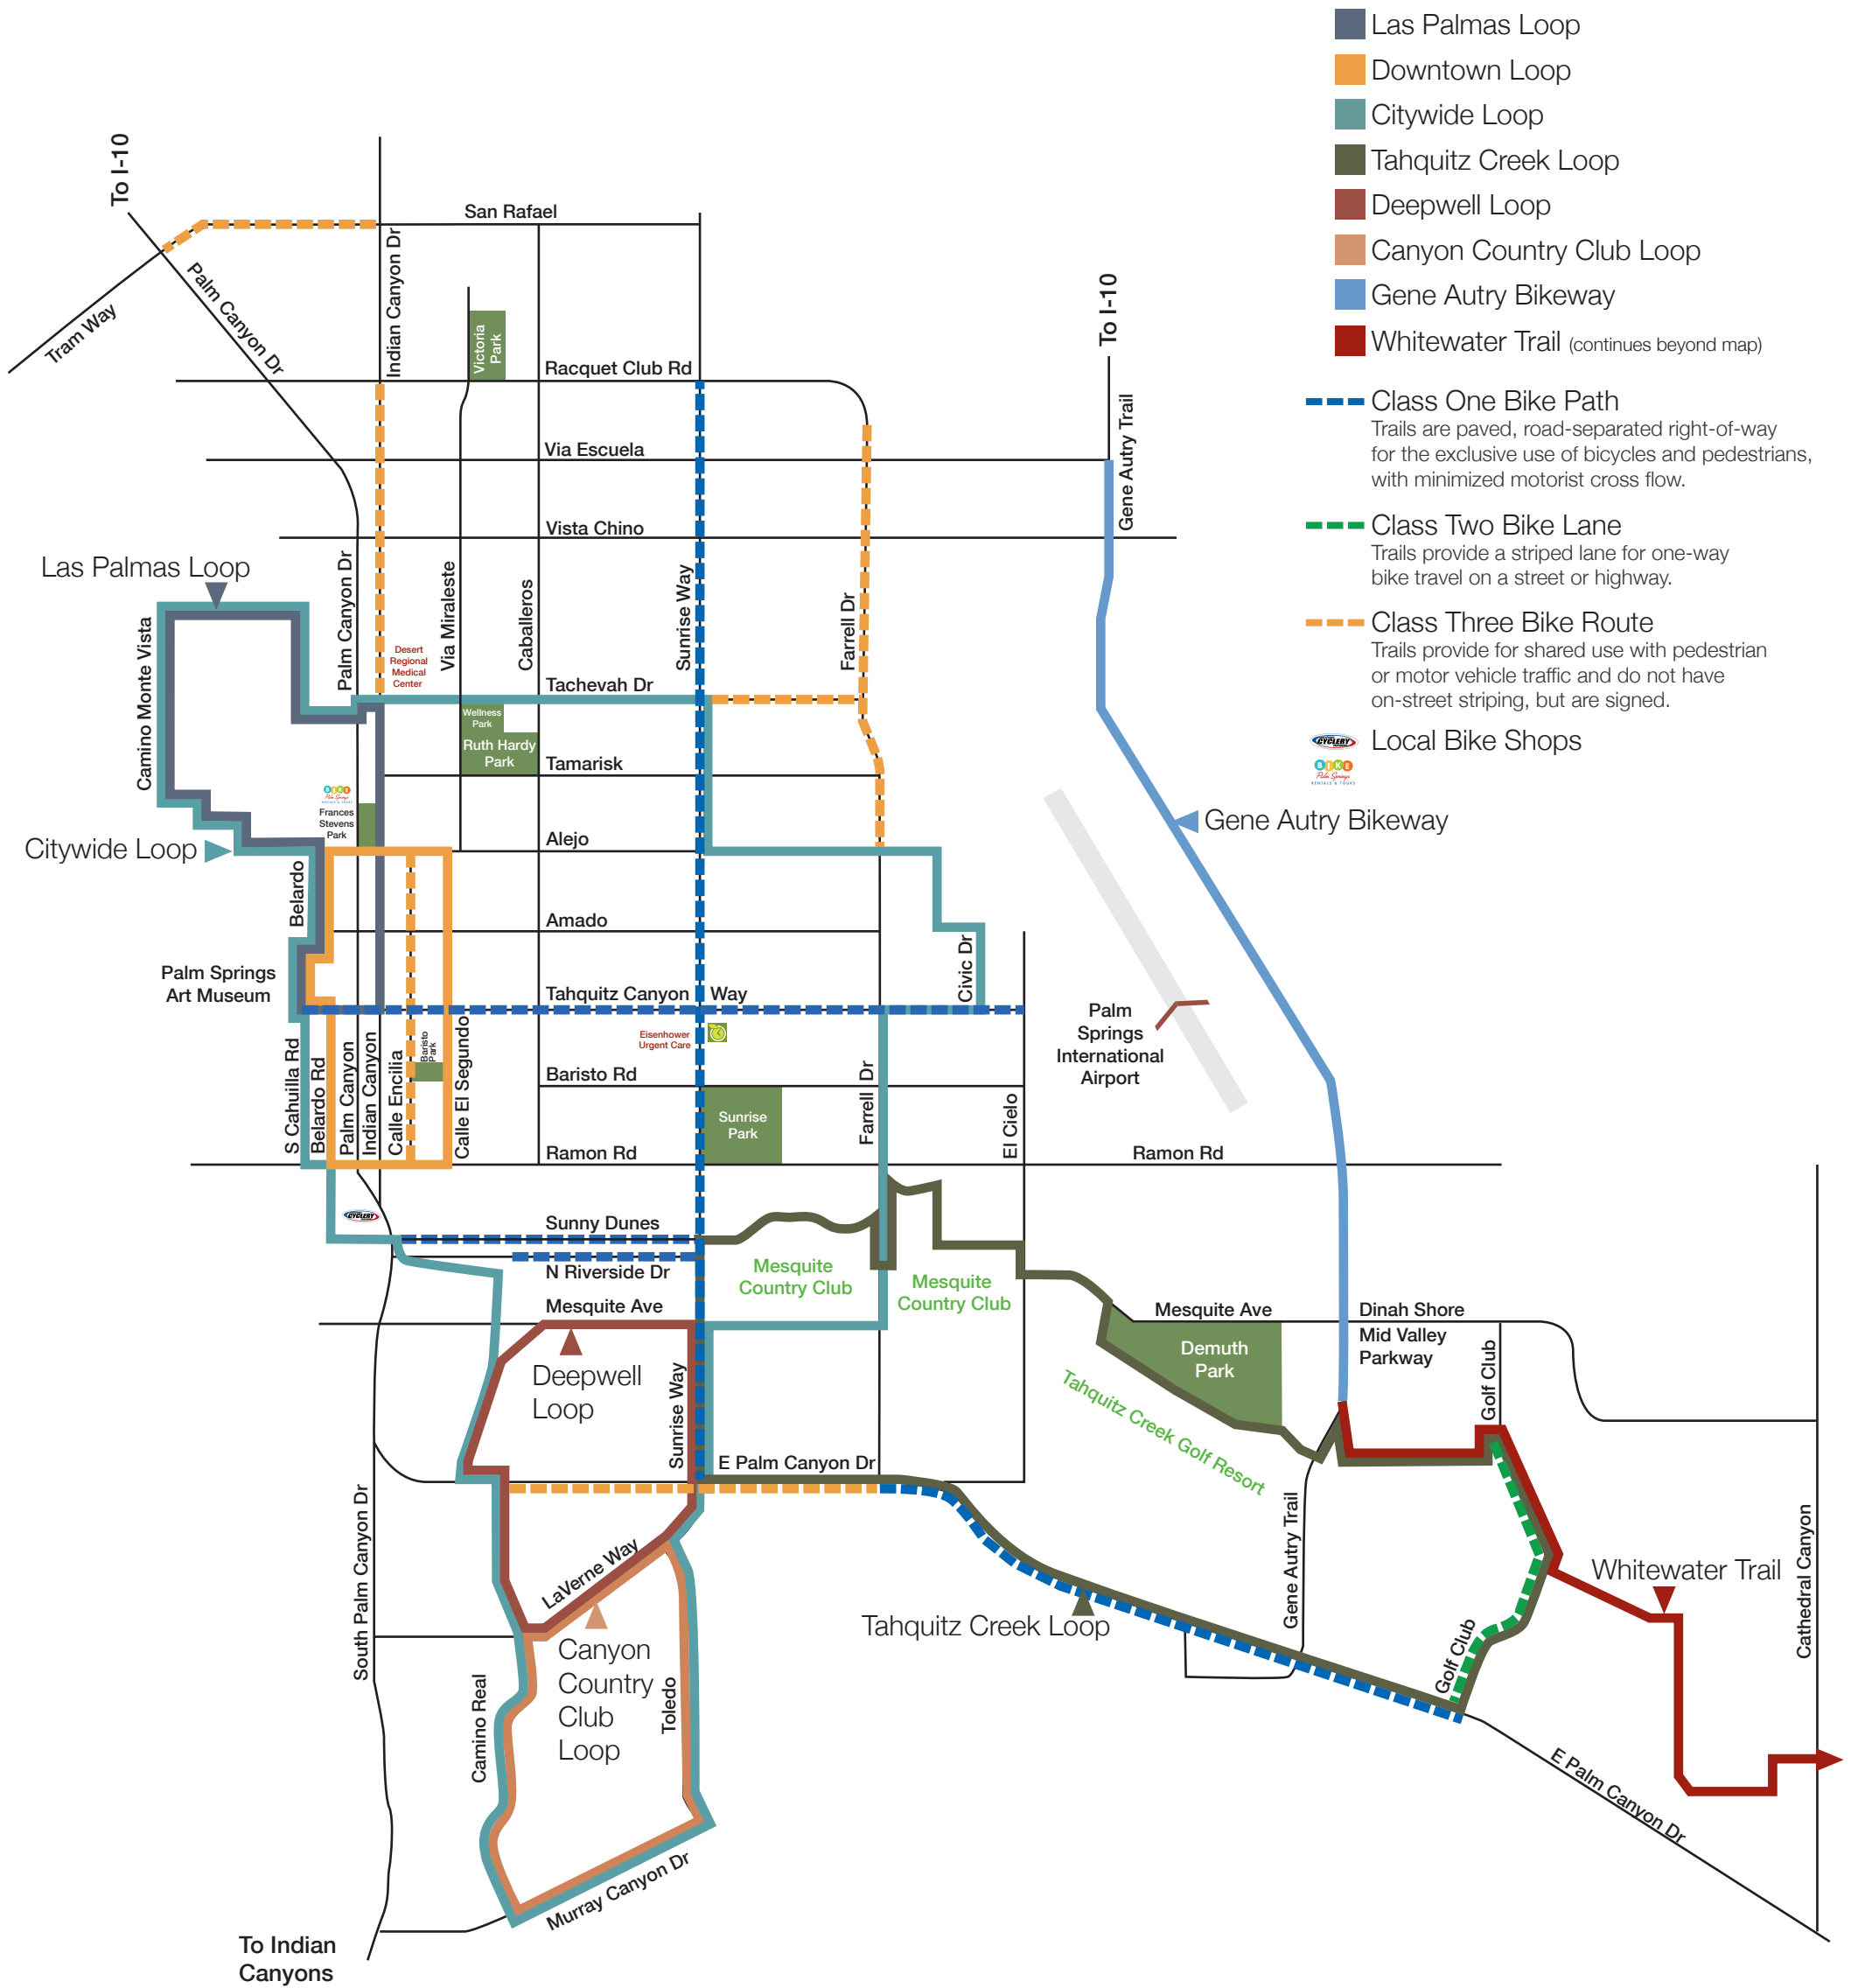 Las Palmas Loop
Downtown Loop
Citywide Loop
Tahquitz Creek Loop
Deepwell Loop
Canyon Country Club Loop
Gene Autry Bikeway
Whitewater Trail (continues beyond map)
Class One Bike Path
Trails are paved, road-separated right-of-way
for the exclusive use of bicycles and pedestrians,
with minimized motorist cross flow.
Class Two Bike Lane
Trails provide a striped lane for one-way
bike travel on a street or highway.
Class Three Bike Route
Trails provide for shared use with pedestrian
or motor vehicle traffic and do not have
on-street striping, but are signed.
CYCLERY
Local Bike Shops
BIKE
Palm Springs
RENTALS & TOURS
To I-10
San Rafael
Indian Canyon Dr
Palm Canyon Dr
Tram Way
Victoria
Park
Racquet Club Rd
To I-10
Gene Autry Trail
Via Escuela
Vista Chino
Las Palmas Loop
Camino Monte Vista
Palm Canyon Dr
Desert
Regional
Medical
Center
Via Miraleste
Caballeros
Sunrise Way
Farrell Dr
Tachevah Dr
Wellness
Park
Ruth Hardy
Park
Tamarisk
BIKE
Palm Springs
RENTALS & TOURS
Frances
Stevens
Park
Alejo
Citywide Loop
Gene Autry Bikeway
Belardo
Amado
Civic Dr
Palm Springs
Art Museum
Tahquitz Canyon Way
Eisenhower
Urgent Care
Palm
Springs
International
Airport
S Cahuilla Rd
Belardo Rd
Palm Canyon
Indian Canyon
Calle Encilia
Baristo
Park
Calle El Segundo
Baristo Rd
Sunrise
Park
Farrell Dr
El Cielo
Ramon Rd
Ramon Rd
CYCLERY
Sunny Dunes
N Riverside Dr
Mesquite
Country Club
Mesquite
Country Club
Mesquite Ave
Mesquite Ave
Dinah Shore
Mid Valley
Parkway
Demuth
Park
Golf Club
Deepwell
Loop
Sunrise Way
Tahquitz Creek Golf Resort
E Palm Canyon Dr
South Palm Canyon Dr
LaVerne Way
Gene Autry Trail
Whitewater Trail
Cathedral Canyon
Tahquitz Creek Loop
Canyon
Country
Club
Loop
Camino Real
Toledo
Golf Club
E Palm Canyon Dr
Murray Canyon Dr
To Indian
Canyons